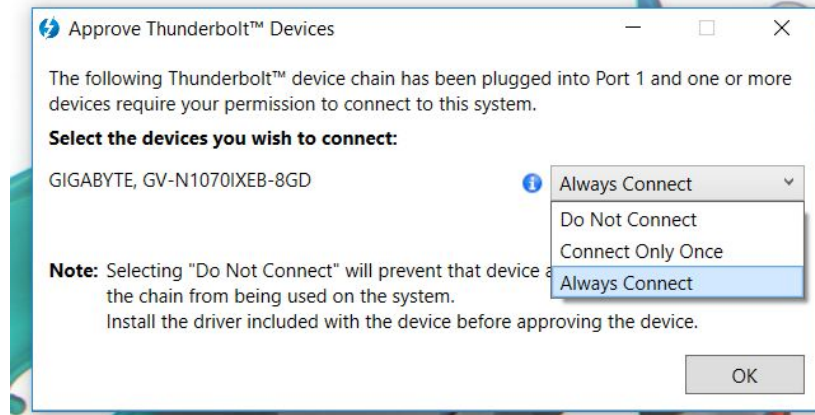 Approve Thunderbolt™ Devices
The following Thunderbolt™ device chain has been plugged into Port 1 and one or more
devices require your permission to connect to this system.
Select the devices you wish to connect:
GIGABYTE, GV-N1070IXEB-8GD
Always Connect
Do Not Connect
Connect Only Once
Always Connect
Note: Selecting "Do Not Connect" will prevent that device
the chain from being used on the system.
Install the driver included with the device before approving the device.
OK